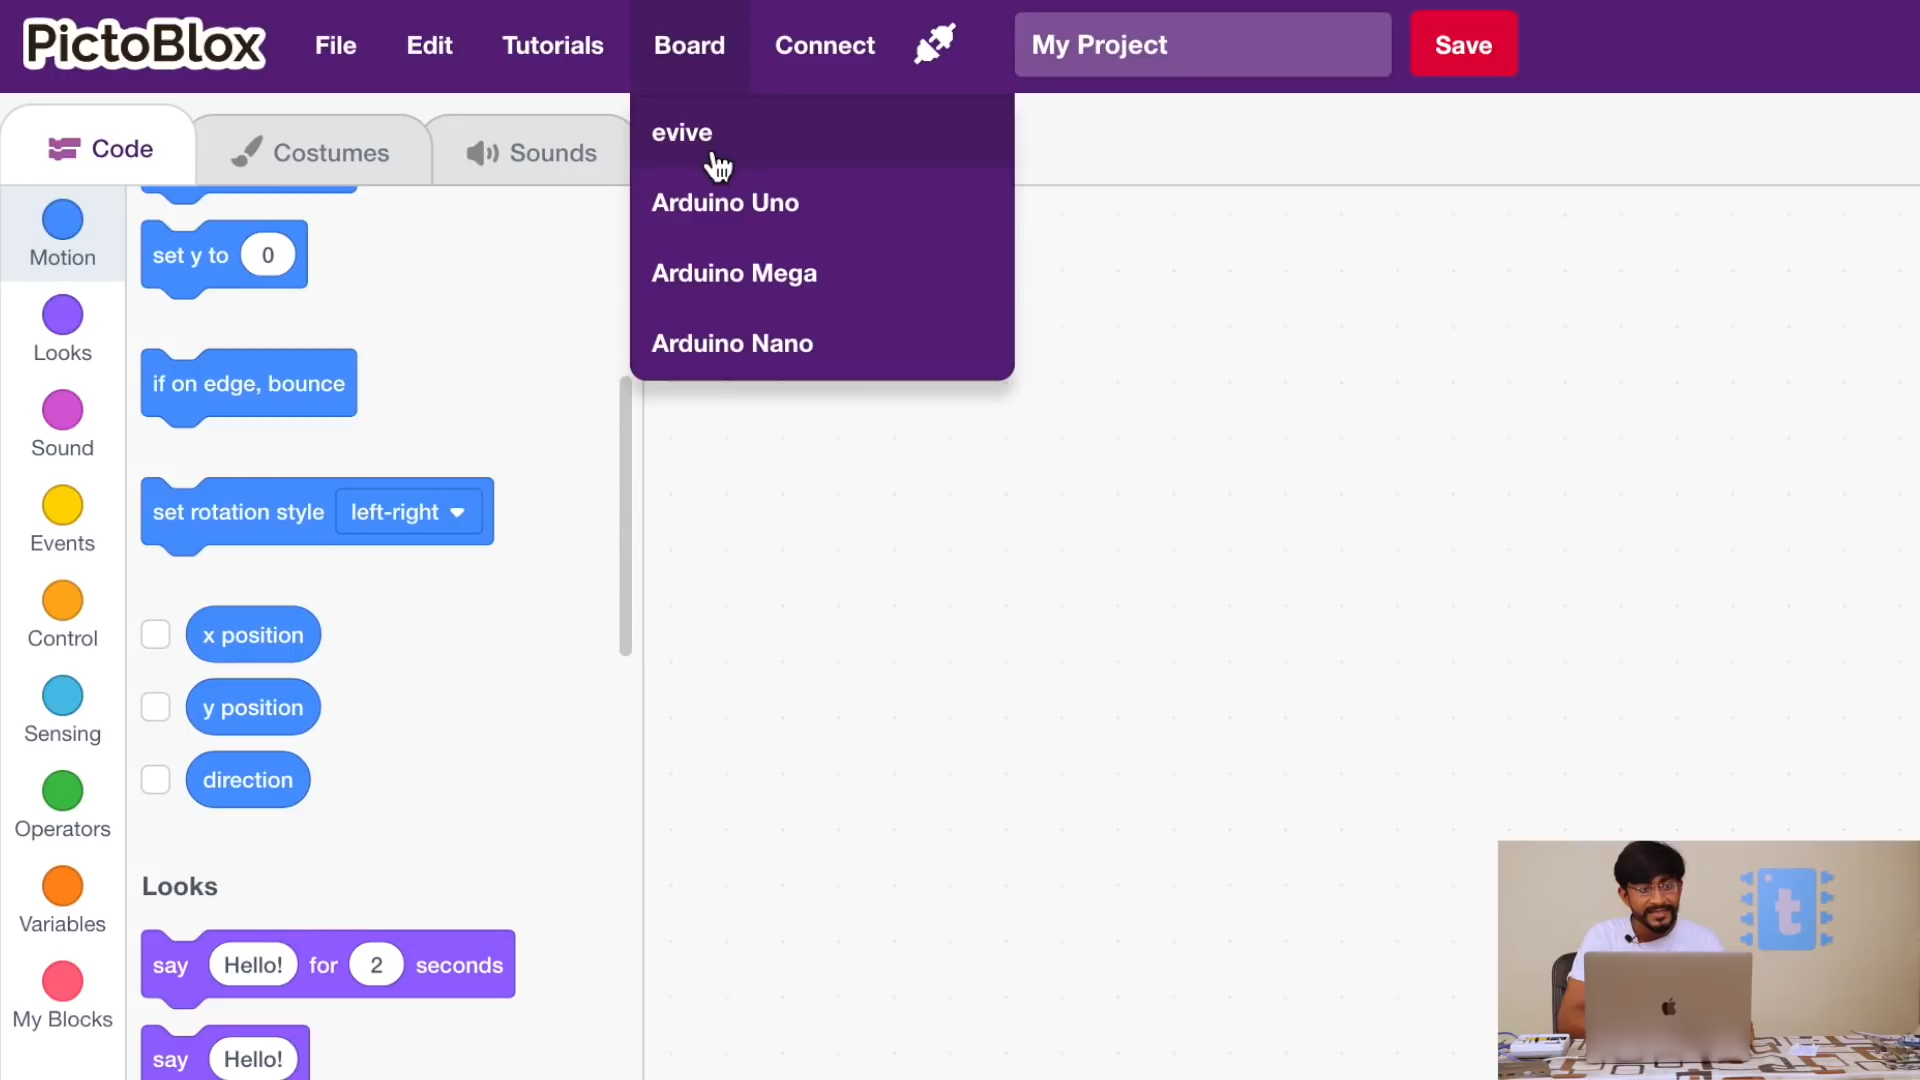 PictoBlox File Edit Tutorials Board Connect My Project Save
Code Costumes Sounds
evive
Arduino Uno
Arduino Mega
Arduino Nano
Motion
Looks
Sound
Events
Control
Sensing
Operators
Variables
My Blocks
set y to 0
if on edge, bounce
set rotation style left-right
x position
y position
direction
Looks
say Hello! for 2 seconds
say Hello!
t